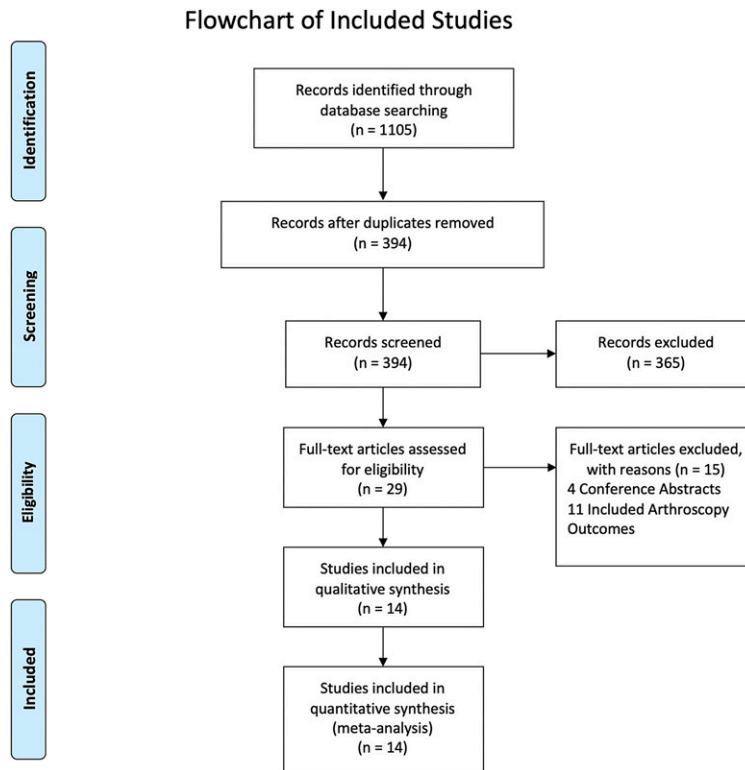 Flowchart of Included Studies
Identification
Records identified through
database searching
(n = 1105)
Records after duplicates removed
(n = 394)
Screening
Records screened
(n = 394)
Records excluded
(n = 365)
Eligibility
Full-text articles assessed
for eligibility
(n = 29)
Full-text articles excluded,
with reasons (n = 15)
4 Conference Abstracts
11 Included Arthroscopy
Outcomes
Studies included in
qualitative synthesis
(n = 14)
Included
Studies included in
quantitative synthesis
(meta-analysis)
(n = 14)